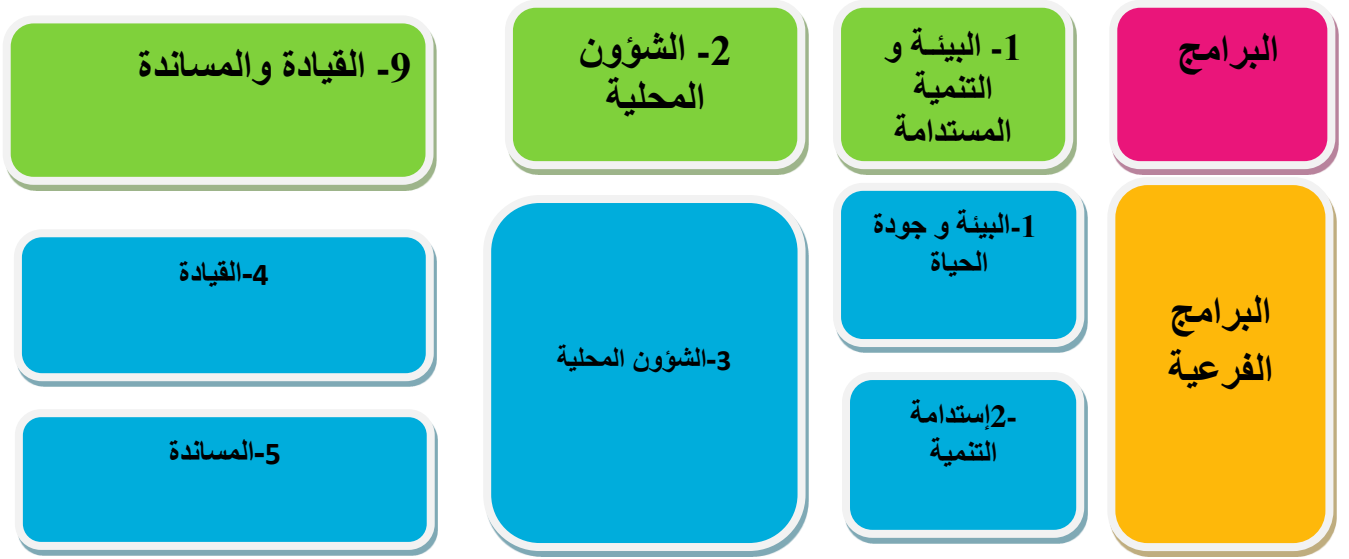 البرامج
1- البيئـة و
التنمية
المستدامة
2- الشؤون
المحلية
9- القيادة والمساندة
البرامج
الفرعية
1-البيئة و جودة
الحياة
-2إستدامة
التنمية
3-الشؤون المحلية
4-القيادة
5-المساندة